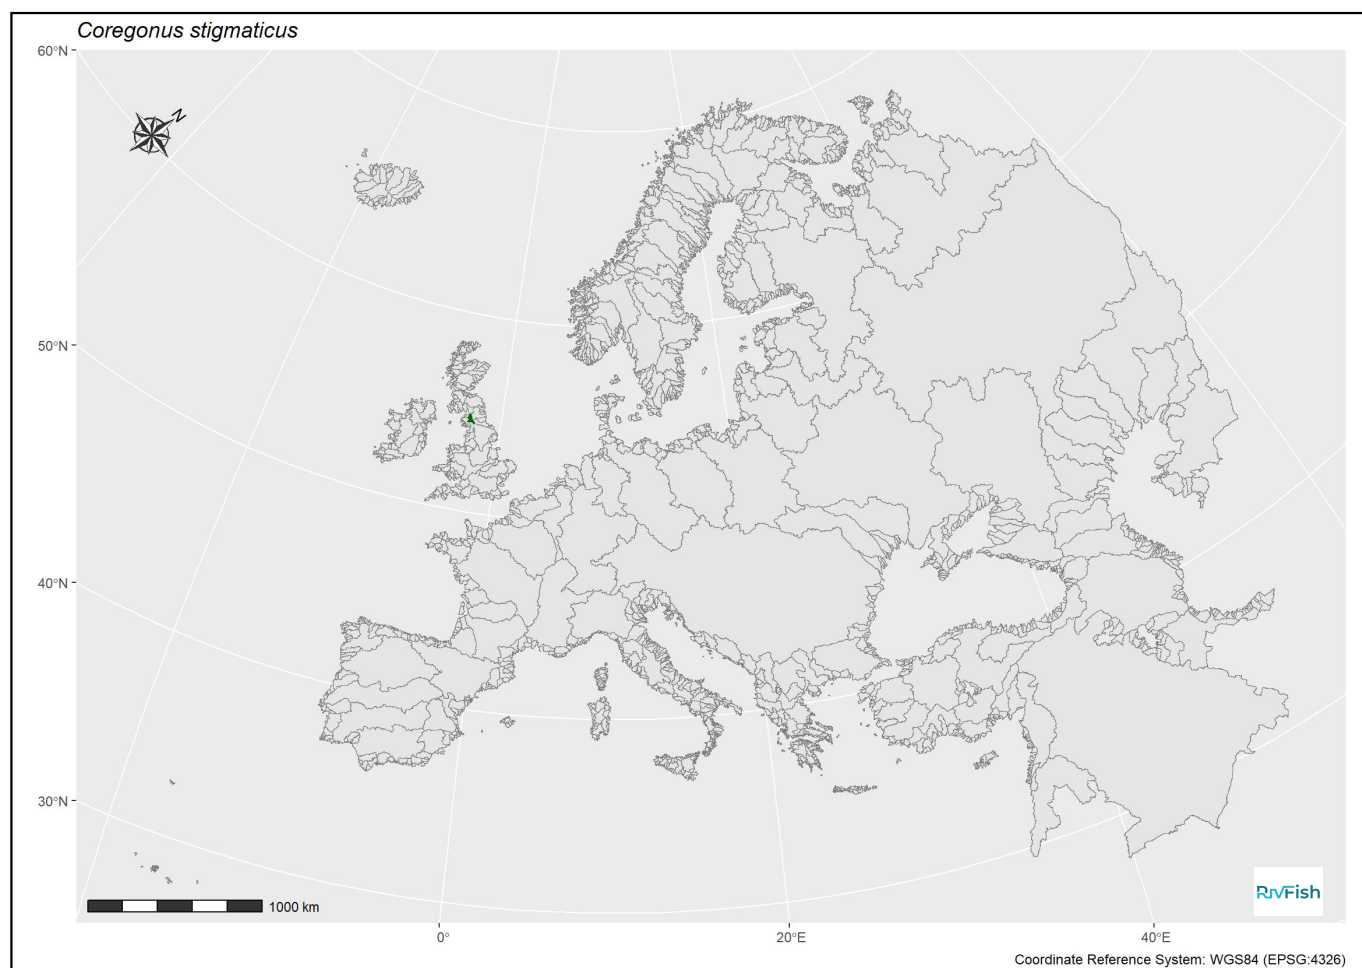 Coregonus stigmaticus
60°N
N
50°N
40°N
30°N
1000 km
RIVFish
0°
20°E
40°E
Coordinate Reference System: WGS84 (EPSG:4326)